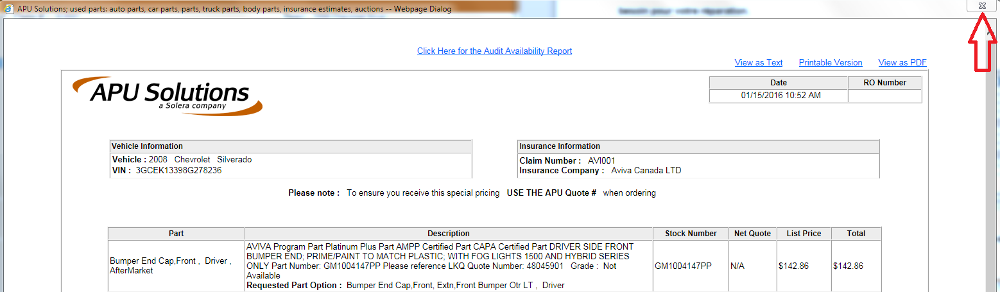 APU Solutions; used parts: auto parts, car parts, parts, truck parts, body parts, insurance estimates, auctions -- Webpage Dialog
besoin pour votre réparation.
Click Here for the Audit Availability Report
View as Text Printable Version View as PDF
APU Solutions
a Solera company
Date RO Number
01/15/2016 10:52 AM
Vehicle Information
Vehicle : 2008 Chevrolet Silverado
VIN : 3GCEK13398G278236
Insurance Information
Claim Number : AVI001
Insurance Company : Aviva Canada LTD
Please note : To ensure you receive this special pricing USE THE APU Quote # when ordering
Part Description Stock Number Net Quote List Price Total
Bumper End Cap,Front , Driver ,
AfterMarket
AVIVA Program Part Platinum Plus Part AMPP Certified Part CAPA Certified Part DRIVER SIDE FRONT
BUMPER END; PRIME/PAINT TO MATCH PLASTIC; WITH FOG LIGHTS 1500 AND HYBRID SERIES
ONLY Part Number: GM1004147PP Please reference LKQ Quote Number: 48045901 Grade : Not
Available
Requested Part Option : Bumper End Cap,Front, Extn,Front Bumper Otr LT , Driver
GM1004147PP N/A $142.86 $142.86